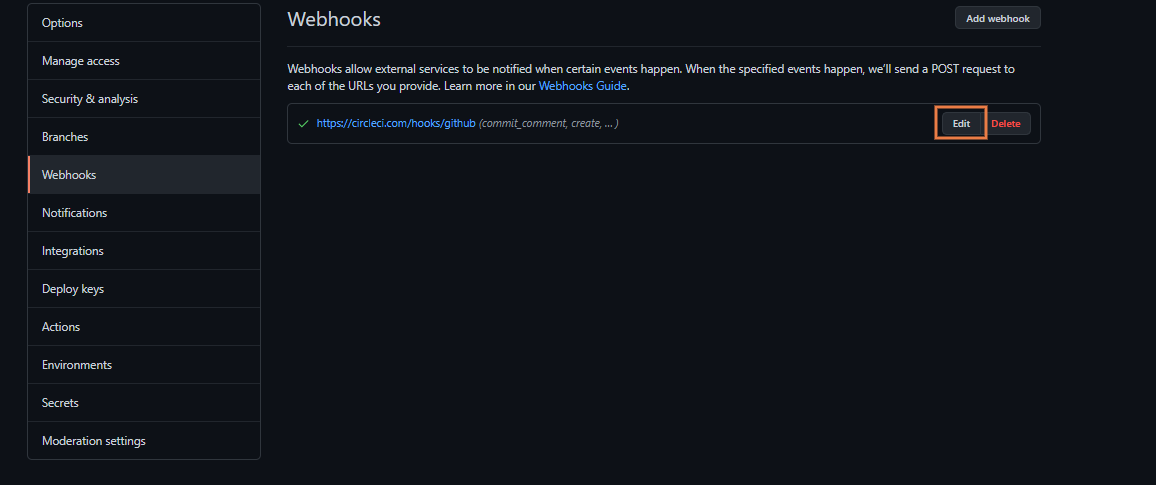 Options
Manage access
Security & analysis
Branches
Webhooks
Notifications
Integrations
Deploy keys
Actions
Environments
Secrets
Moderation settings
Webhooks
Add webhook
Webhooks allow external services to be notified when certain events happen. When the specified events happen, we'll send a POST request to
each of the URLs you provide. Learn more in our Webhooks Guide.
https://circleci.com/hooks/github (commit_comment, create, ... )
Edit
Delete